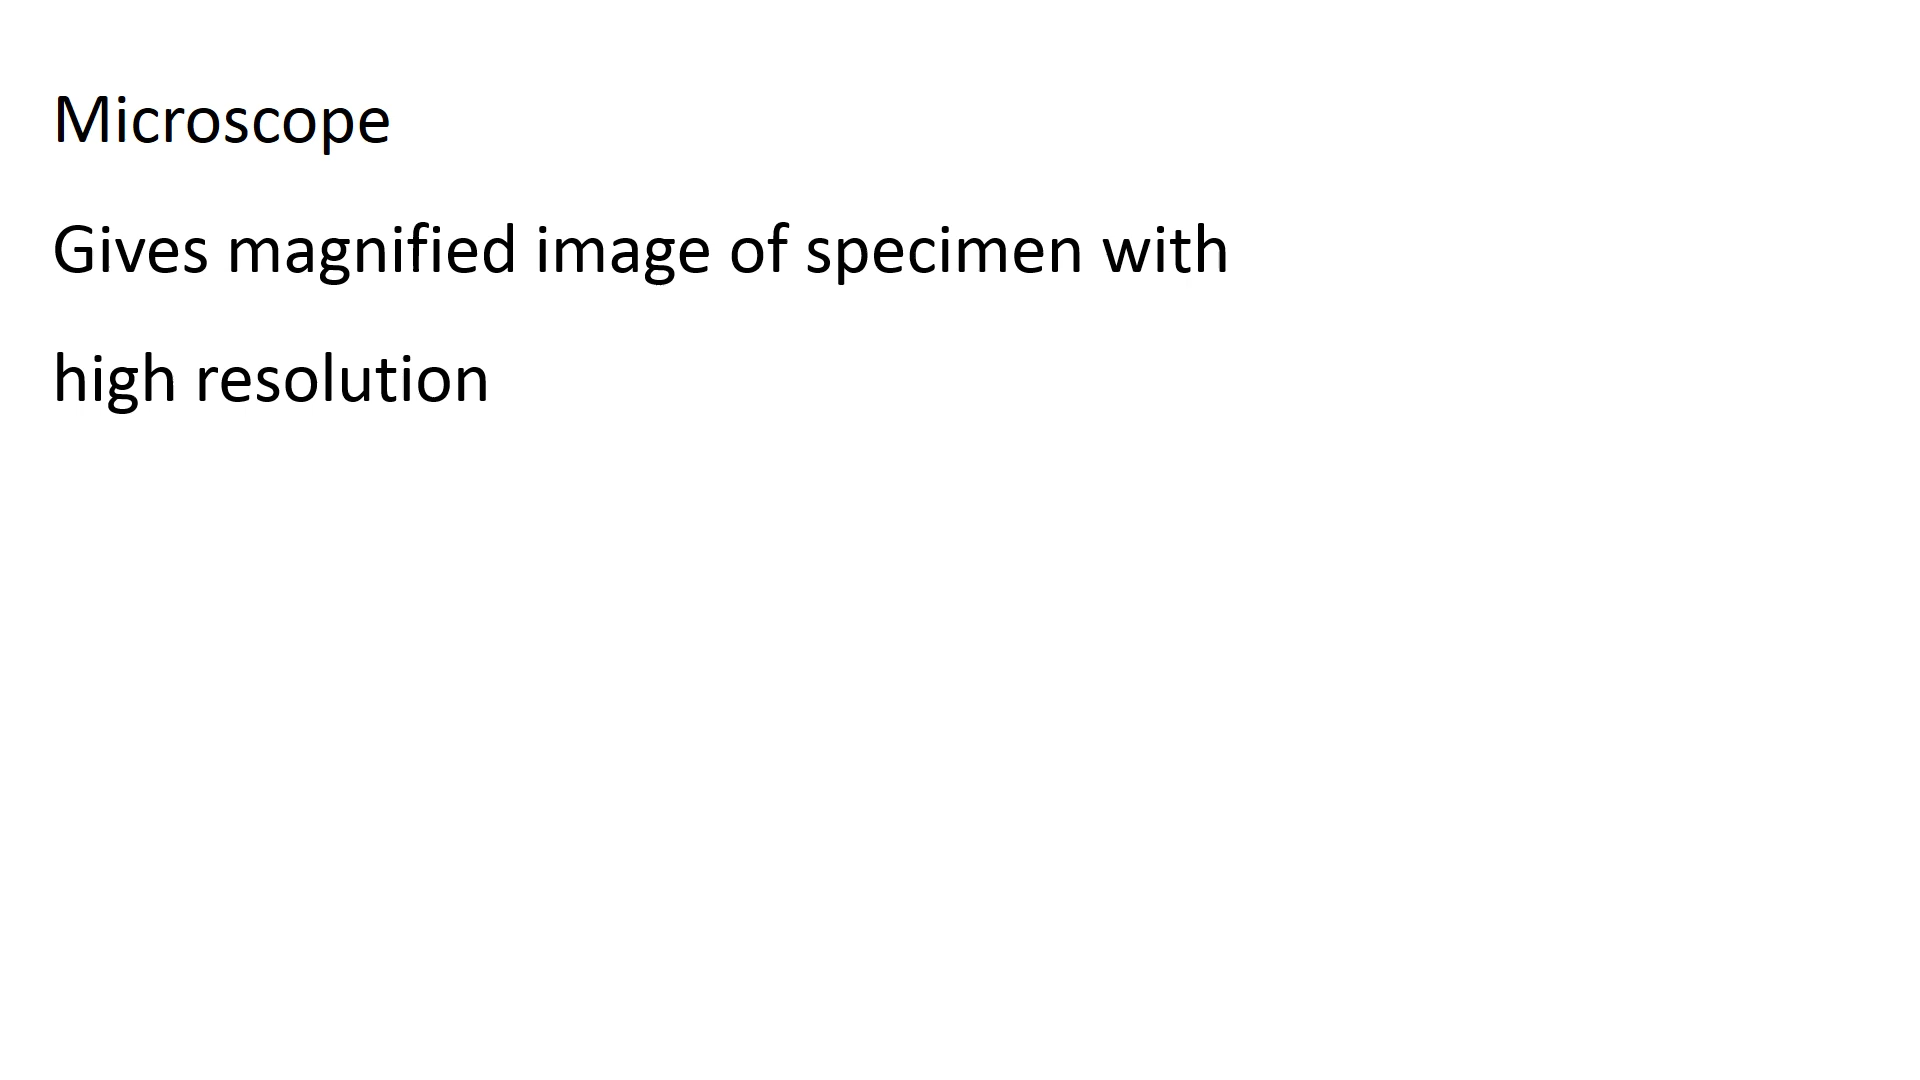 Microscope
Gives magnified image of specimen with
high resolution